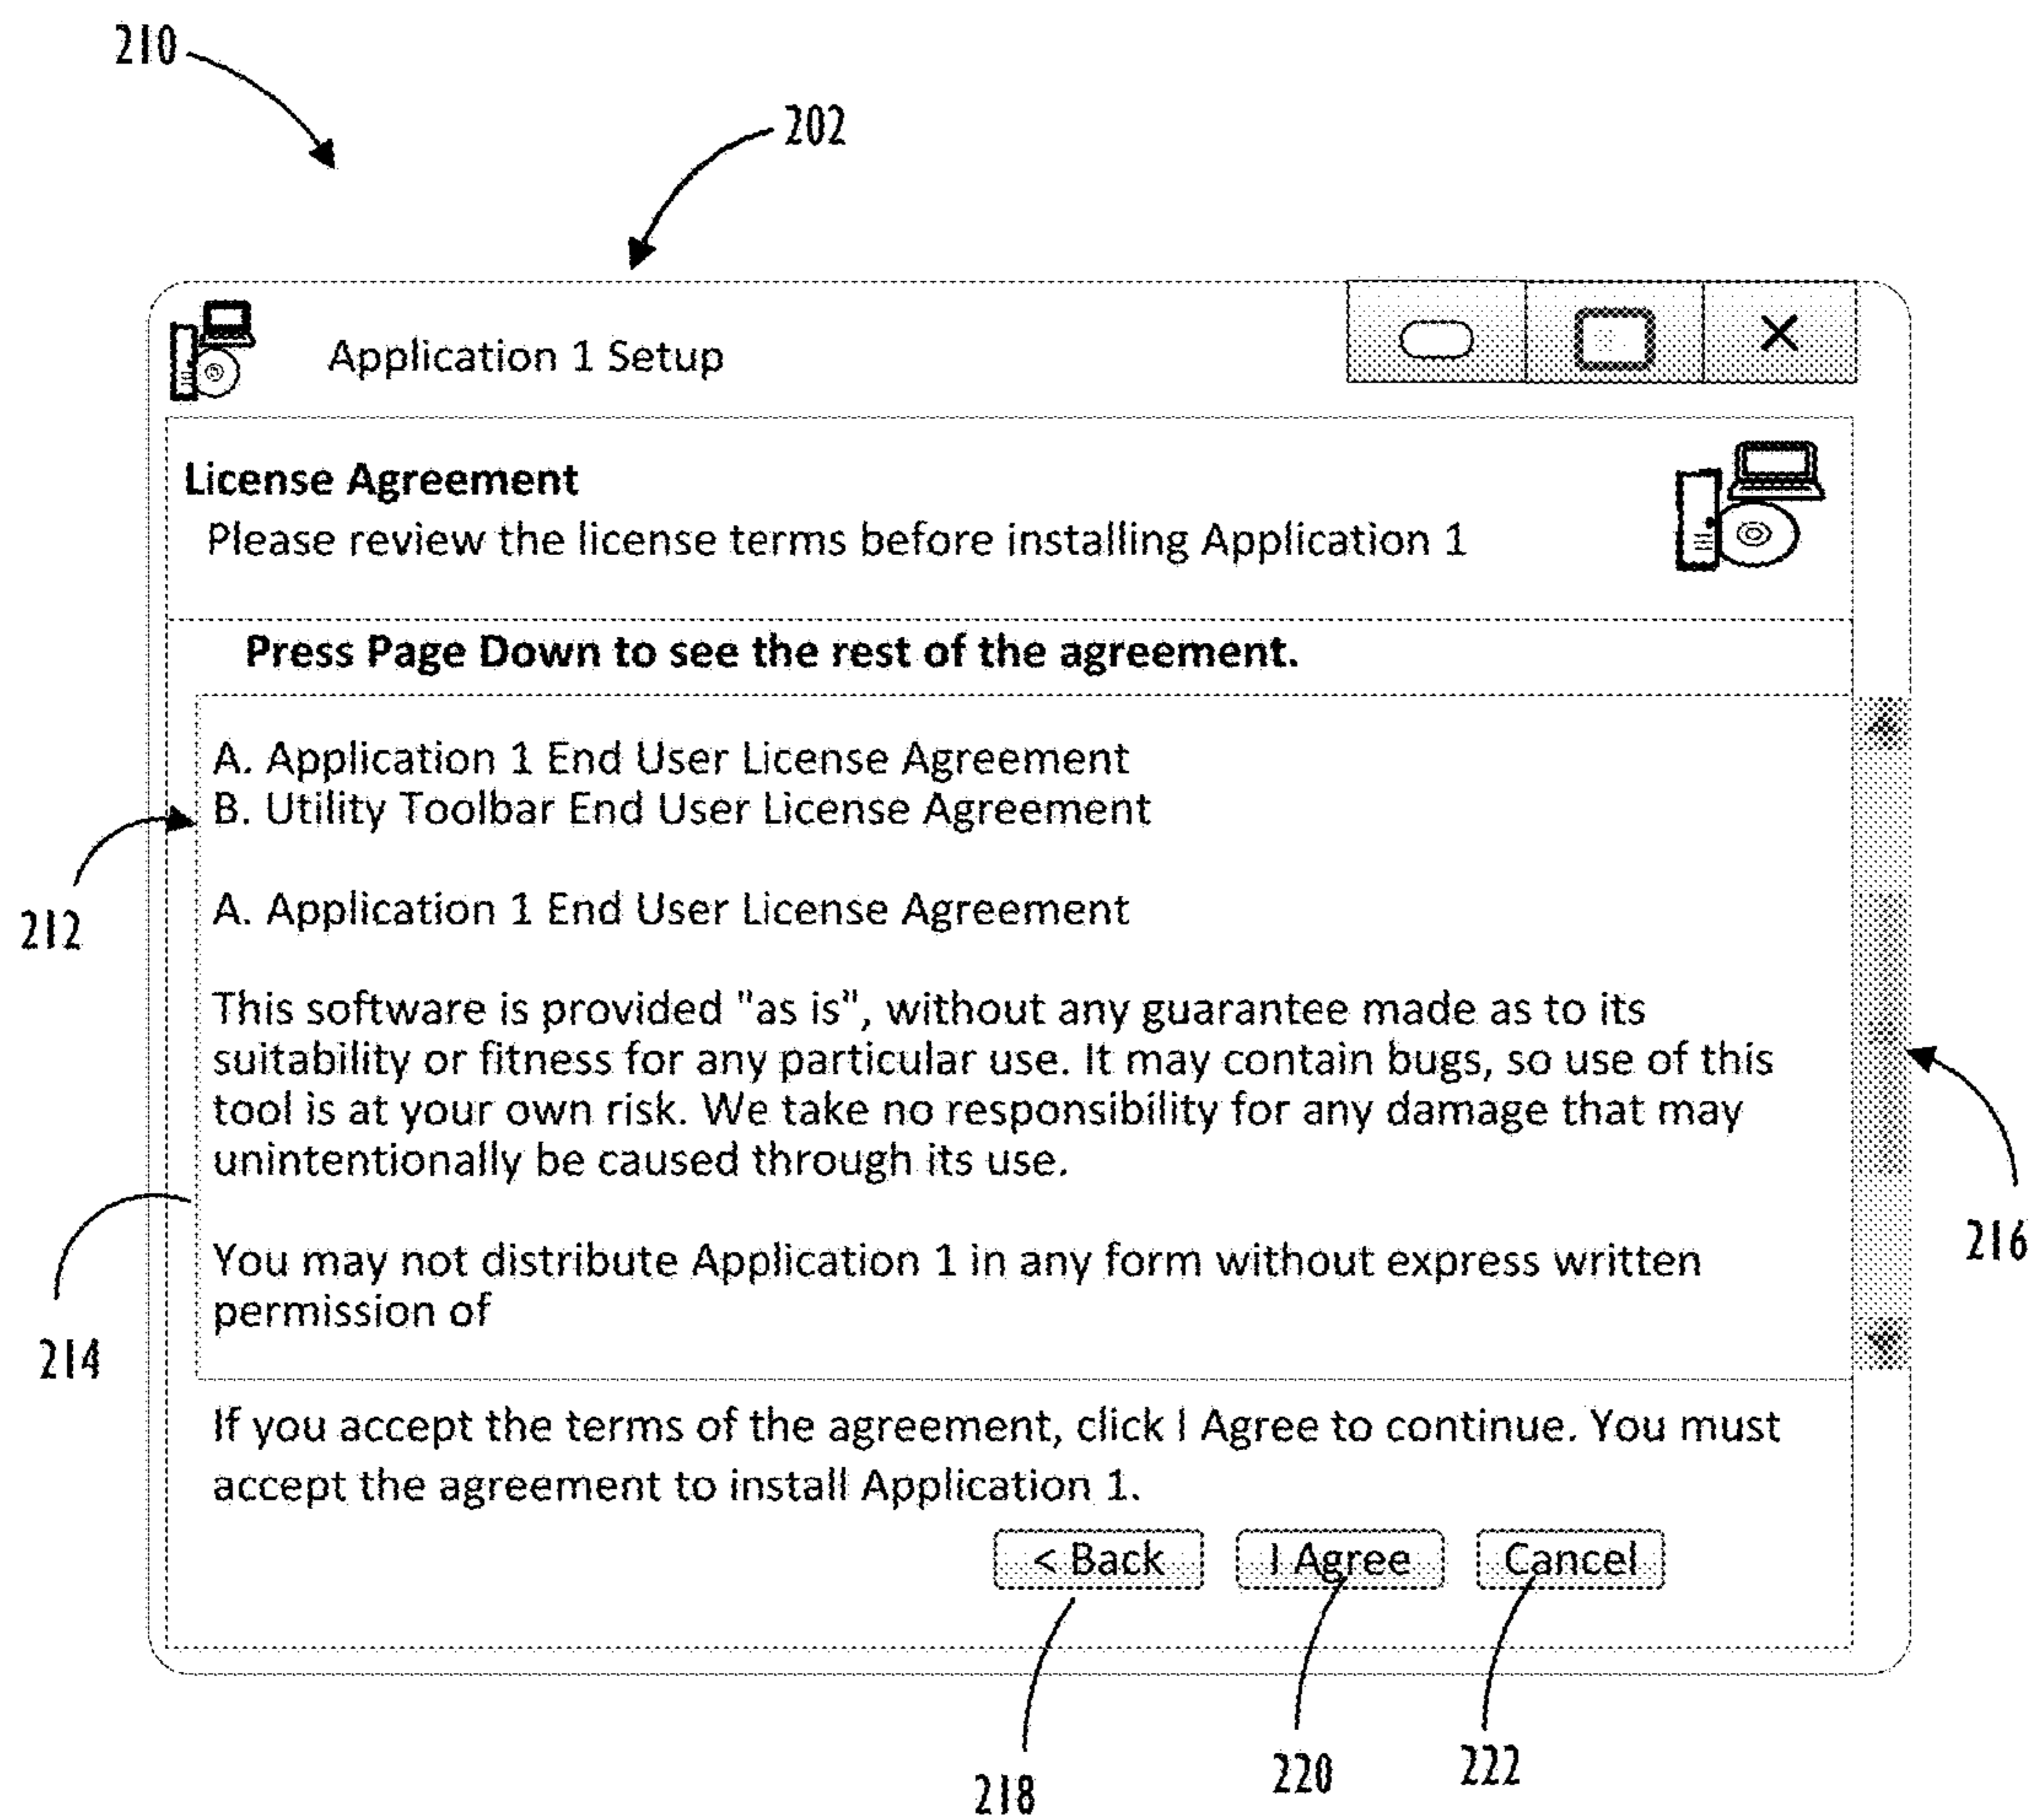 210
202
Application 1 Setup
License Agreement
Please review the license terms before installing Application 1
Press Page Down to see the rest of the agreement.
A. Application 1 End User License Agreement
B. Utility Toolbar End User License Agreement
212
A. Application 1 End User License Agreement
This software is provided "as is", without any guarantee made as to its
suitability or fitness for any particular use. It may contain bugs, so use of this
tool is at your own risk. We take no responsibility for any damage that may
unintentionally be caused through its use.
216
You may not distribute Application 1 in any form without express written
permission of
214
If you accept the terms of the agreement, click I Agree to continue. You must
accept the agreement to install Application 1.
< Back I Agree Cancel
218 220 222